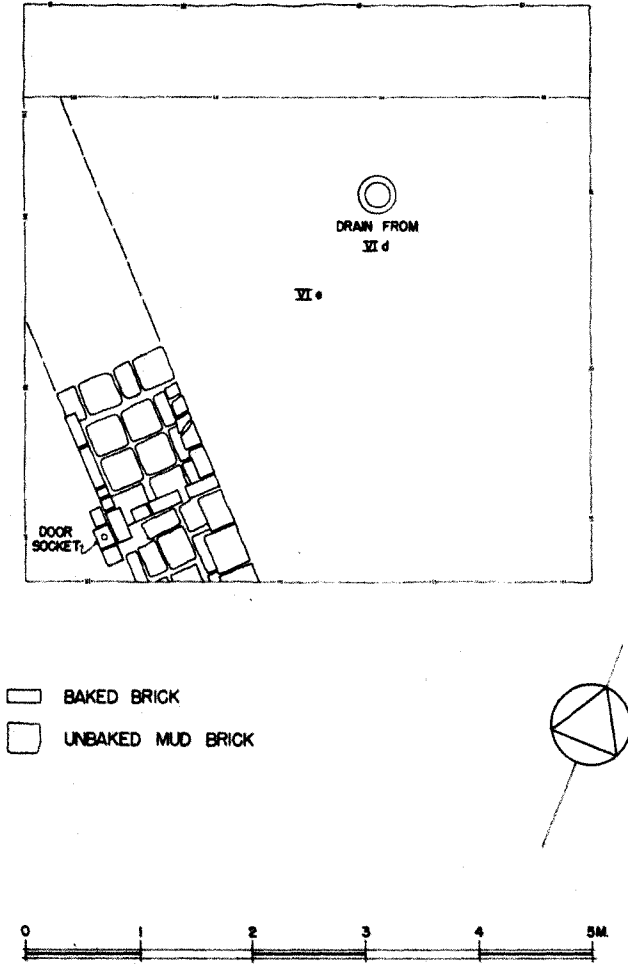 DRAIN FROM
VI d
VI e
DOOR
SOCKET
BAKED BRICK
UNBAKED MUD BRICK
0 1 2 3 4 5M.